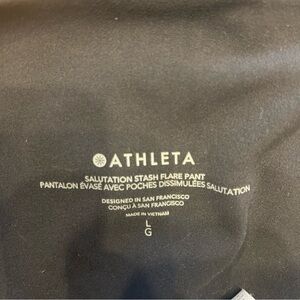 ATHLETA
SALUTATION STASH FLARE PANT
PANTALON ÉVASÉ AVEC POCHES DISSIMULÉES SALUTATION
DESIGNED IN SAN FRANCISCO
CONÇU À SAN FRANCISCO
MADE IN VIETNAM
L
G